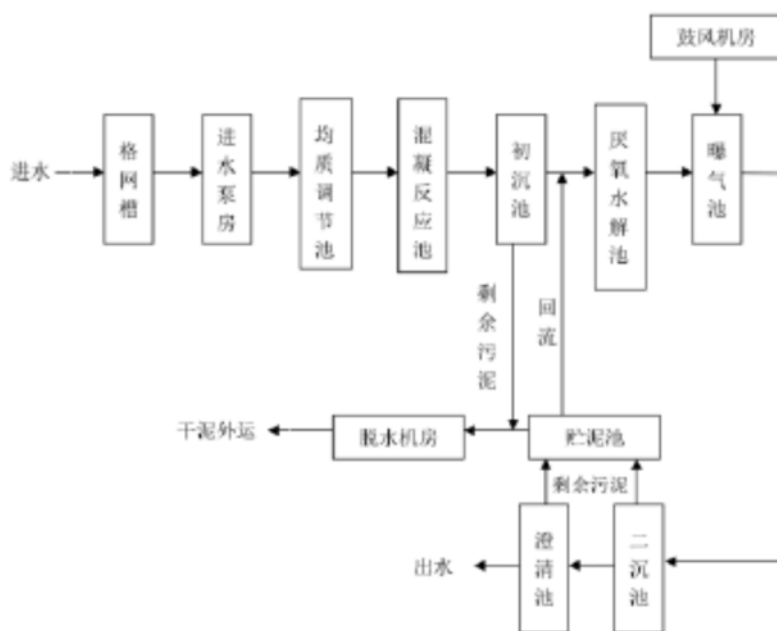 鼓风机房
进水
格网槽
进水泵房
均质调节池
混凝反应池
初沉池
厌氧水解池
曝气池
剩余污泥
回流
干泥外运
脱水机房
贮泥池
剩余污泥
出水
澄清池
二沉池